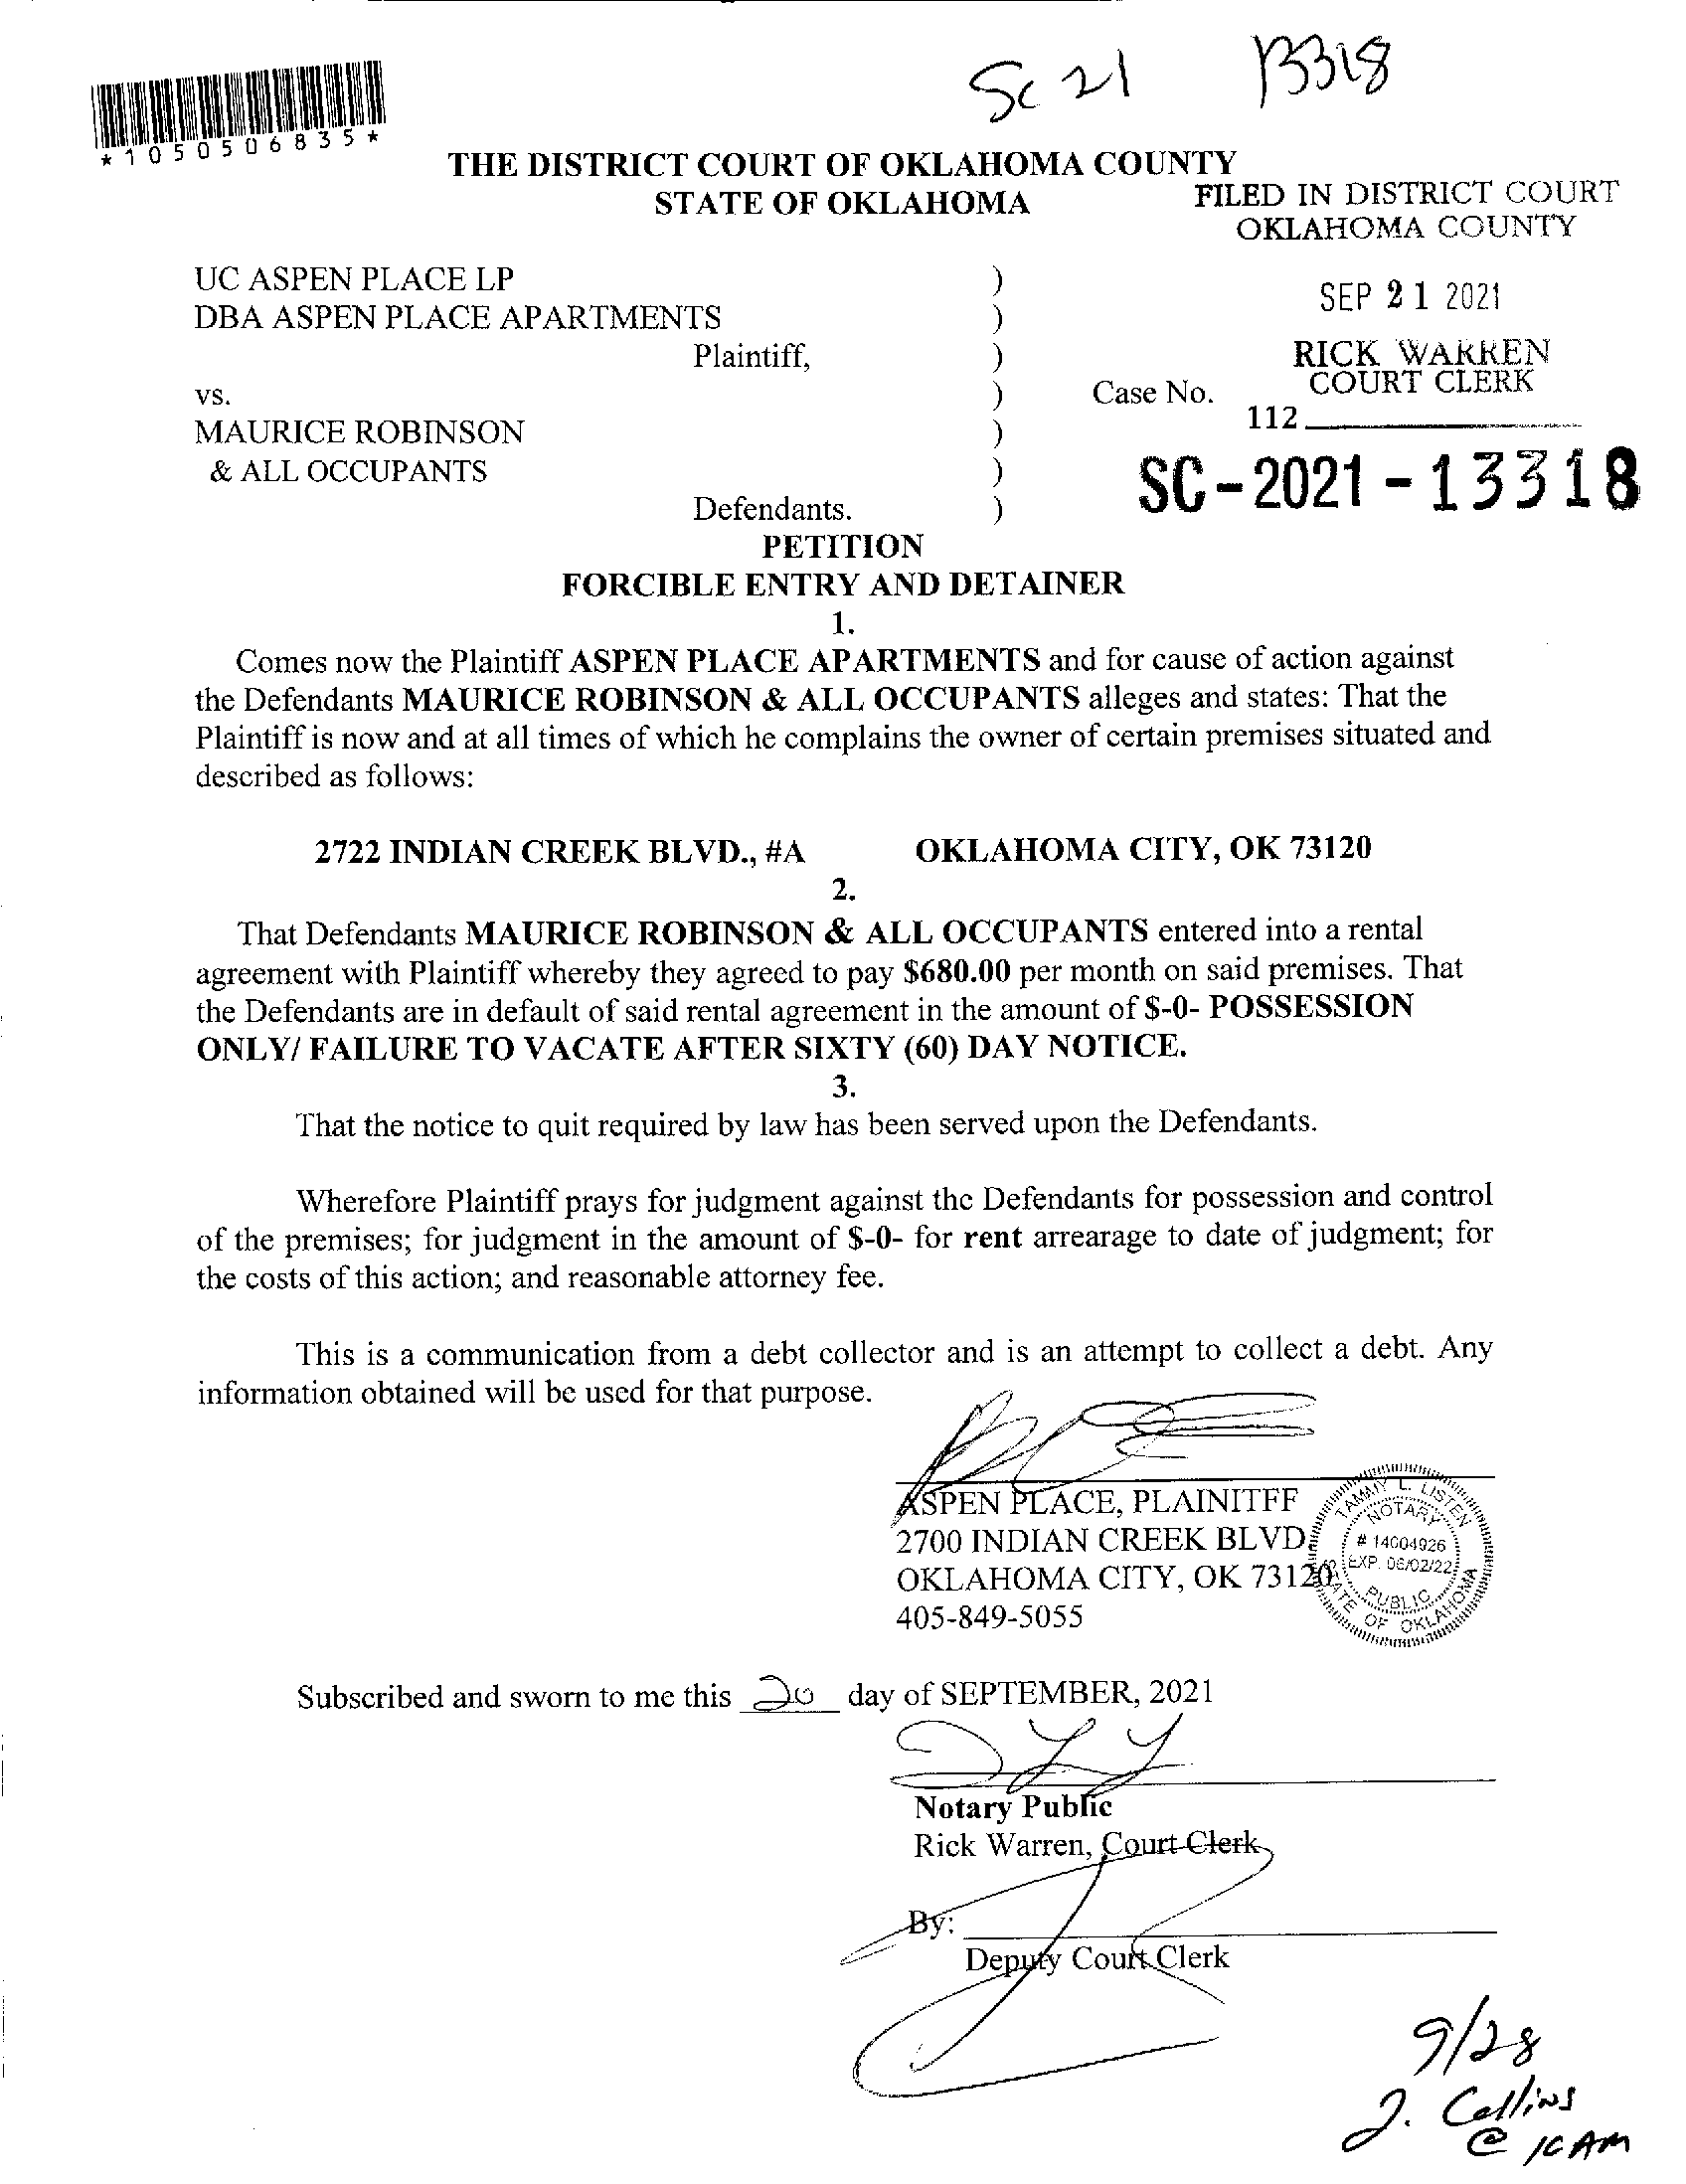 Sc 21 13318
*1050506835*
THE DISTRICT COURT OF OKLAHOMA COUNTY
STATE OF OKLAHOMA
FILED IN DISTRICT COURT
OKLAHOMA COUNTY
UC ASPEN PLACE LP )
DBA ASPEN PLACE APARTMENTS )
SEP 21 2021
Plaintiff, )
RICK WARREN
COURT CLERK
vs. ) Case No.
112
MAURICE ROBINSON )
& ALL OCCUPANTS )
SC-2021-13318
Defendants. )
PETITION
FORCIBLE ENTRY AND DETAINER
1.
Comes now the Plaintiff ASPEN PLACE APARTMENTS and for cause of action against
the Defendants MAURICE ROBINSON & ALL OCCUPANTS alleges and states: That the
Plaintiff is now and at all times of which he complains the owner of certain premises situated and
described as follows:
2722 INDIAN CREEK BLVD., #A OKLAHOMA CITY, OK 73120
2.
That Defendants MAURICE ROBINSON & ALL OCCUPANTS entered into a rental
agreement with Plaintiff whereby they agreed to pay $680.00 per month on said premises. That
the Defendants are in default of said rental agreement in the amount of $-0- POSSESSION
ONLY/ FAILURE TO VACATE AFTER SIXTY (60) DAY NOTICE.
3.
That the notice to quit required by law has been served upon the Defendants.
Wherefore Plaintiff prays for judgment against the Defendants for possession and control
of the premises; for judgment in the amount of $-0- for rent arrearage to date of judgment; for
the costs of this action; and reasonable attorney fee.
This is a communication from a debt collector and is an attempt to collect a debt. Any
information obtained will be used for that purpose.
ASPEN PLACE, PLAINITFF
2700 INDIAN CREEK BLVD
OKLAHOMA CITY, OK 73120
405-849-5055
TAMMY L. LISTEN
NOTARY
# 14004926
EXP. 06/02/22
PUBLIC
STATE OF OKLAHOMA
Subscribed and sworn to me this 20 day of SEPTEMBER, 2021
Notary Public
Rick Warren, Court Clerk
By:
Deputy Court Clerk
9/28
J. Collins
@ 10 AM